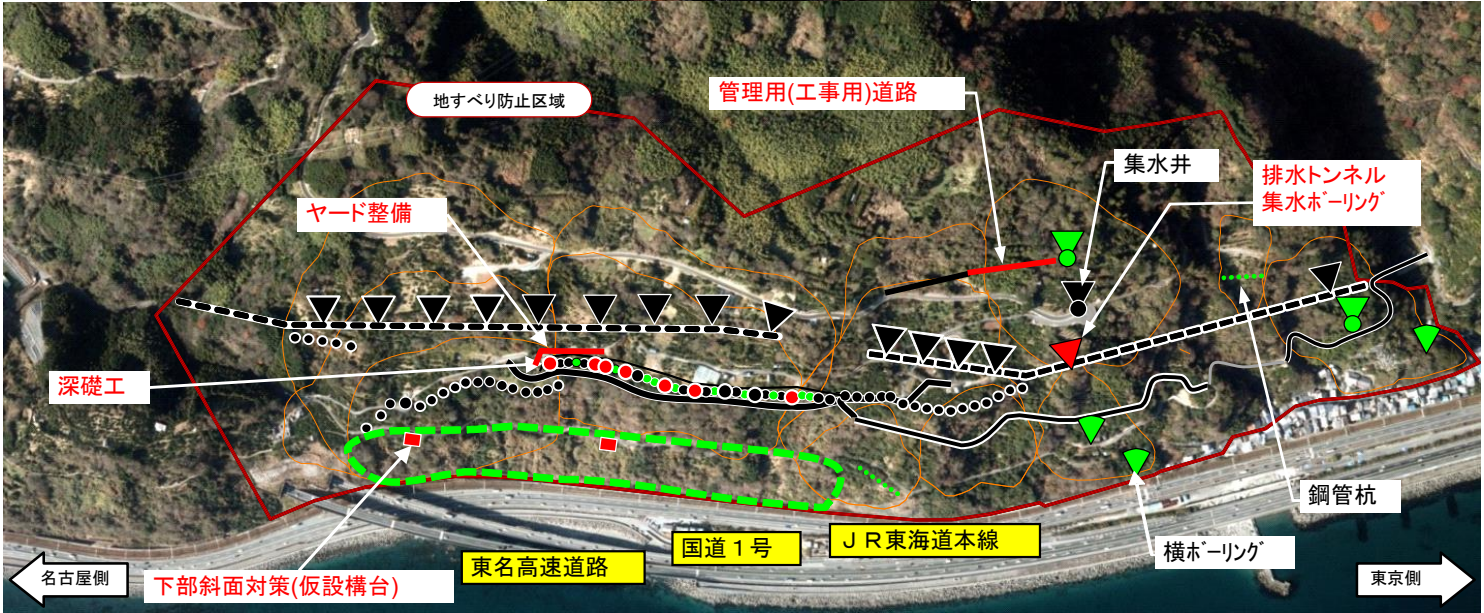 地すべり防止区域
管理用(工事用)道路
集水井
排水トンネル
集水ﾎﾞｰﾘﾝｸﾞ
ヤード整備
深礎工
鋼管杭
横ﾎﾞｰﾘﾝｸﾞ
ＪＲ東海道本線
国道１号
東名高速道路
下部斜面対策(仮設構台)
名古屋側
東京側